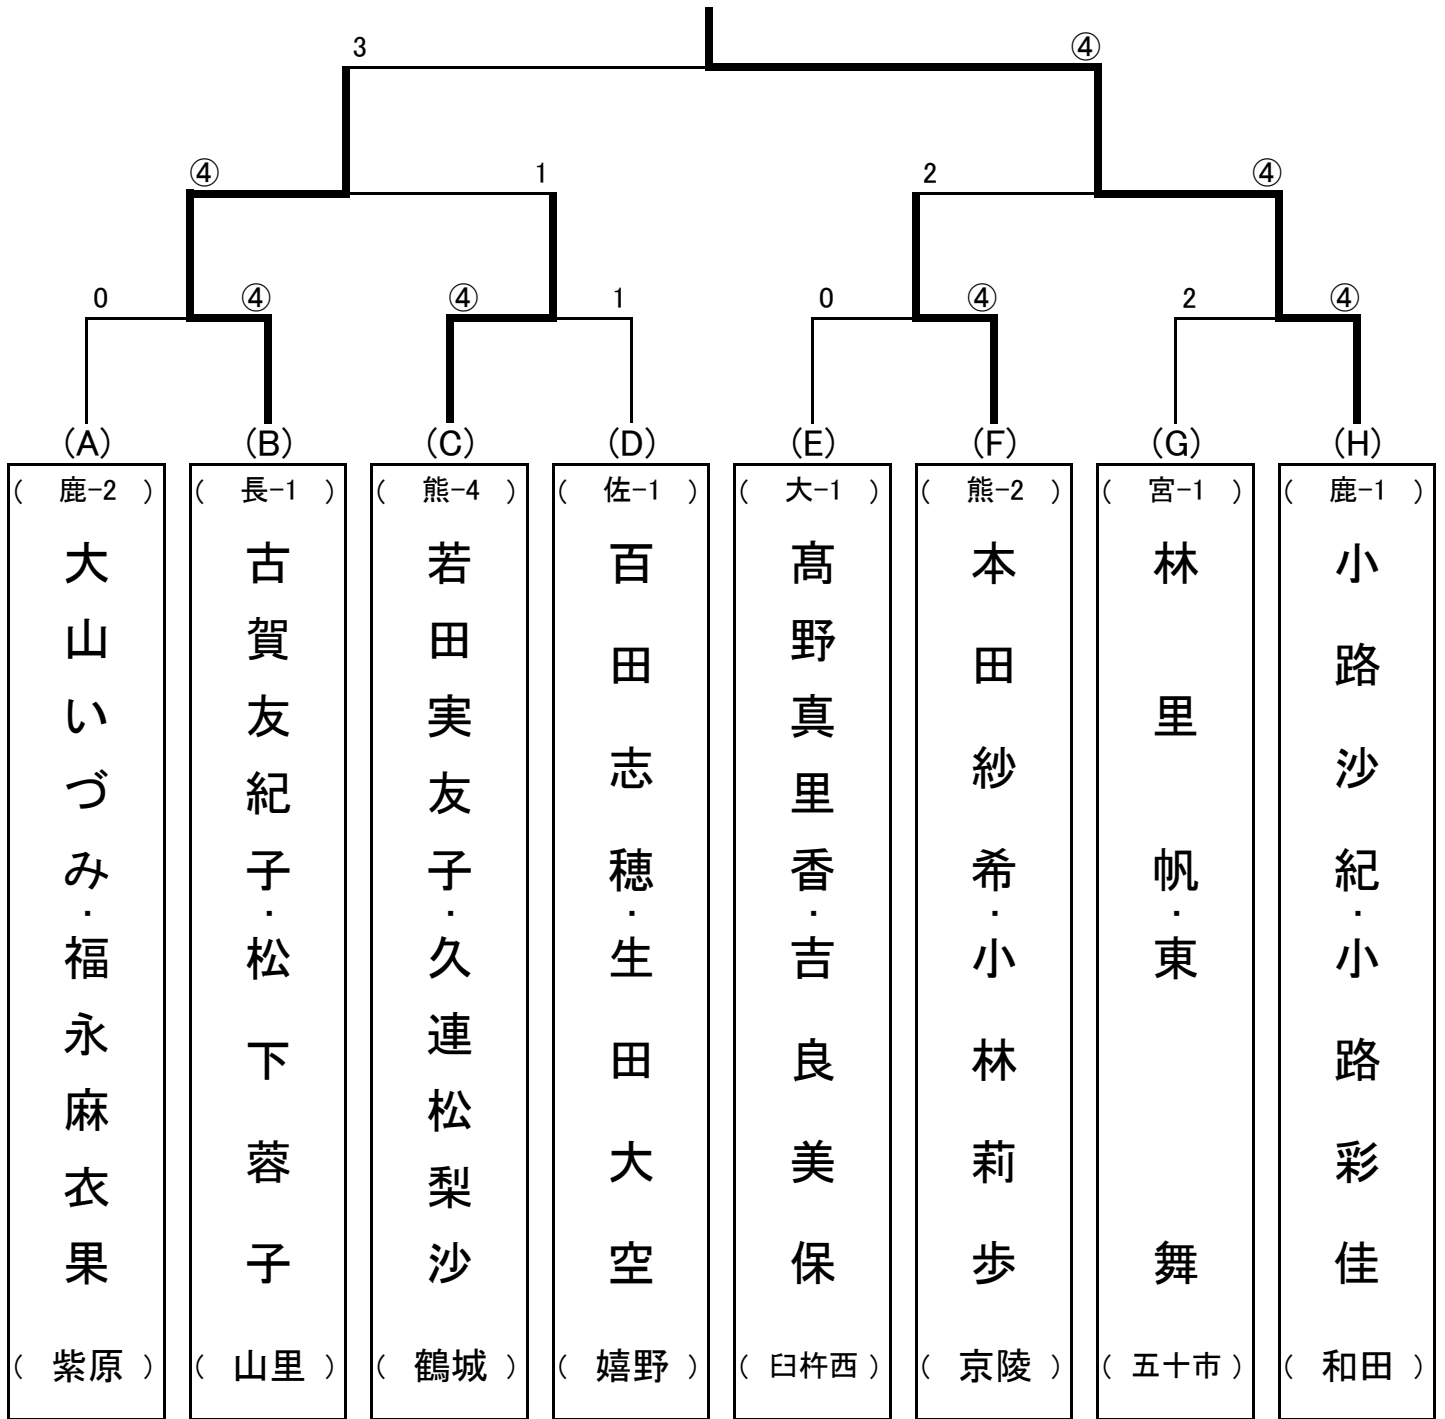 3 ④
④ 1 2 ④
0 ④ ④ 1 0 ④ 2 ④
(A) (B) (C) (D) (E) (F) (G) (H)
( 鹿-2 ) ( 長-1 ) ( 熊-4 ) ( 佐-1 ) ( 大-1 ) ( 熊-2 ) ( 宮-1 ) ( 鹿-1 )
大山いづみ・福永麻衣果
古賀友紀子・松下蓉子
若田実友子・久連松梨沙
百田志穂・生田大空
髙野真里香・吉良美保
本田紗希・小林莉歩
林里帆・東舞
小路沙紀・小路彩佳
( 紫原 ) ( 山里 ) ( 鶴城 ) ( 嬉野 ) ( 臼杵西 ) ( 京陵 ) ( 五十市 ) ( 和田 )